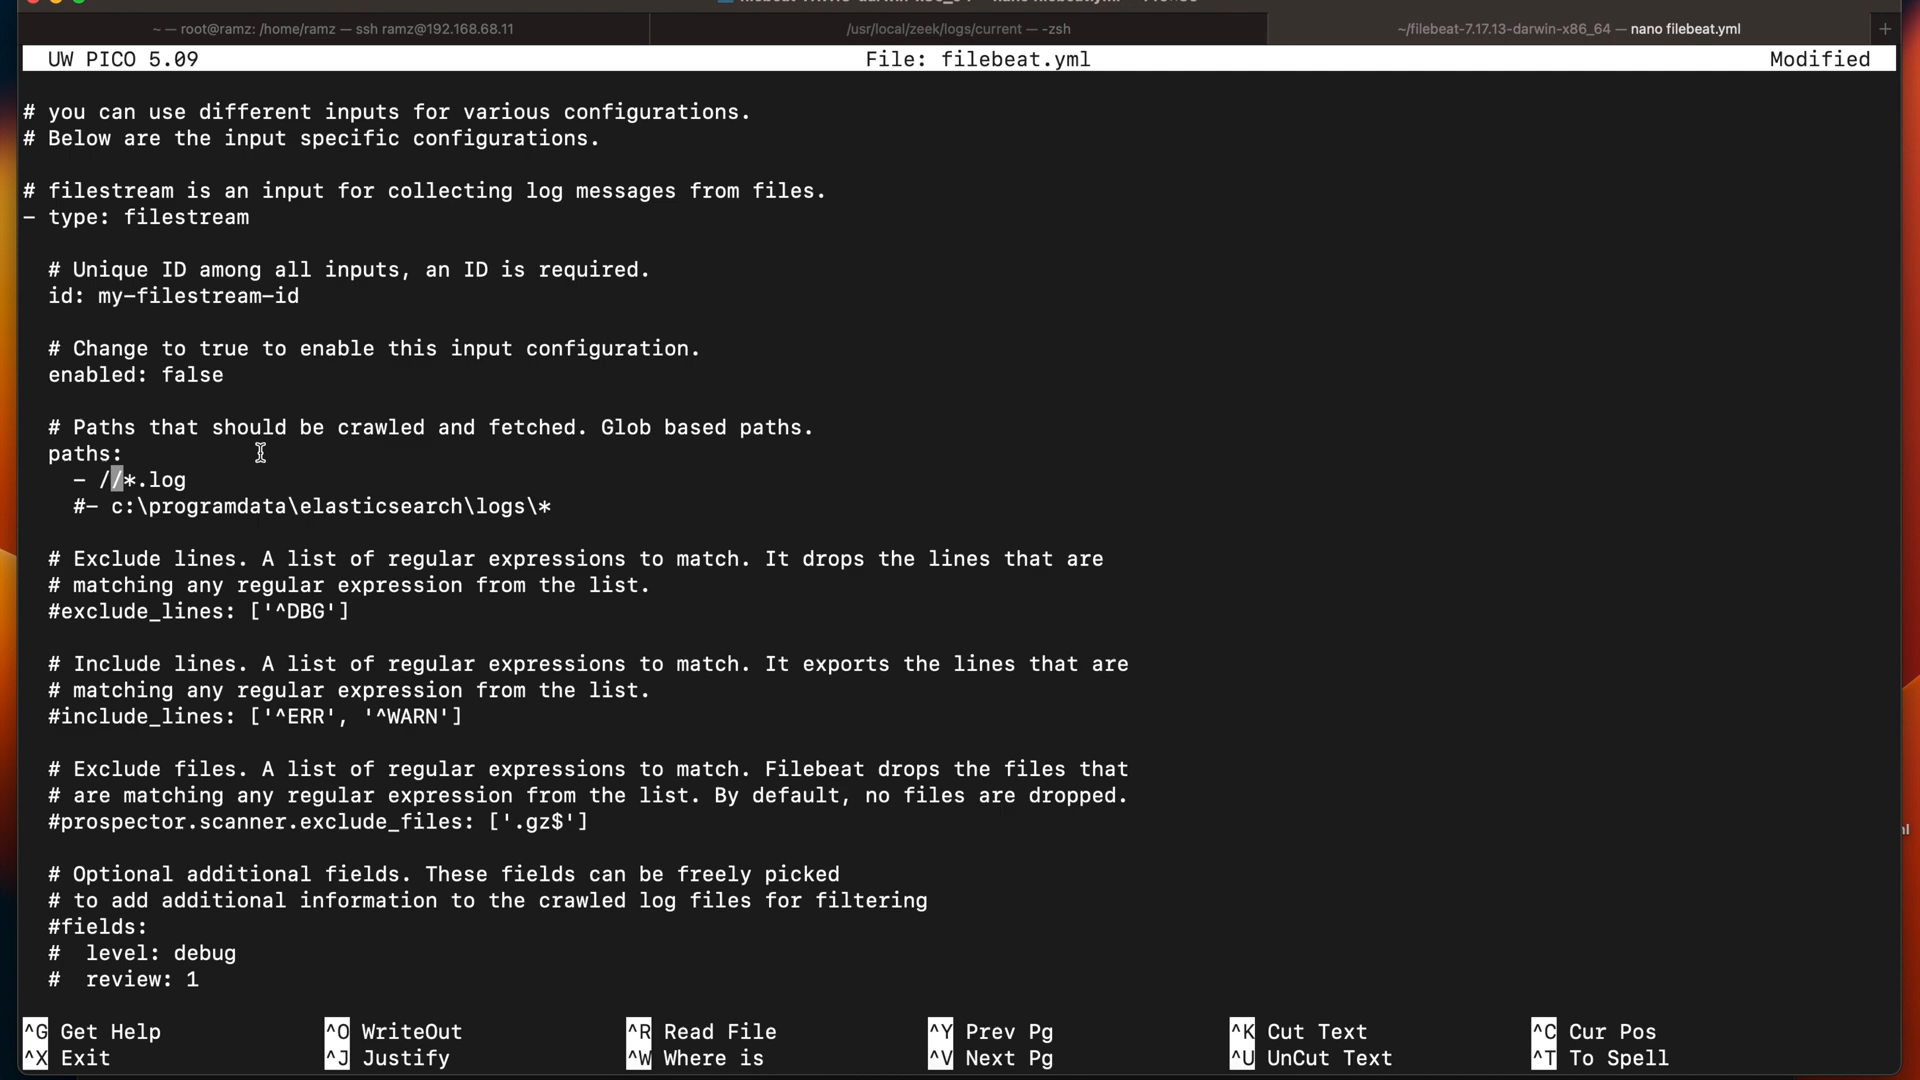 ~ — root@ramz: /home/ramz — ssh ramz@192.168.68.11
/usr/local/zeek/logs/current — -zsh
~/filebeat-7.17.13-darwin-x86_64 — nano filebeat.yml
UW PICO 5.09 File: filebeat.yml Modified
# you can use different inputs for various configurations.
# Below are the input specific configurations.
# filestream is an input for collecting log messages from files.
- type: filestream
# Unique ID among all inputs, an ID is required.
id: my-filestream-id
# Change to true to enable this input configuration.
enabled: false
# Paths that should be crawled and fetched. Glob based paths.
paths:
- //*.log
#- c:\programdata\elasticsearch\logs\*
# Exclude lines. A list of regular expressions to match. It drops the lines that are
# matching any regular expression from the list.
#exclude_lines: ['^DBG']
# Include lines. A list of regular expressions to match. It exports the lines that are
# matching any regular expression from the list.
#include_lines: ['^ERR', '^WARN']
# Exclude files. A list of regular expressions to match. Filebeat drops the files that
# are matching any regular expression from the list. By default, no files are dropped.
#prospector.scanner.exclude_files: ['.gz$']
# Optional additional fields. These fields can be freely picked
# to add additional information to the crawled log files for filtering
#fields:
#  level: debug
#  review: 1
^G Get Help ^O WriteOut ^R Read File ^Y Prev Pg ^K Cut Text ^C Cur Pos
^X Exit ^J Justify ^W Where is ^V Next Pg ^U UnCut Text ^T To Spell